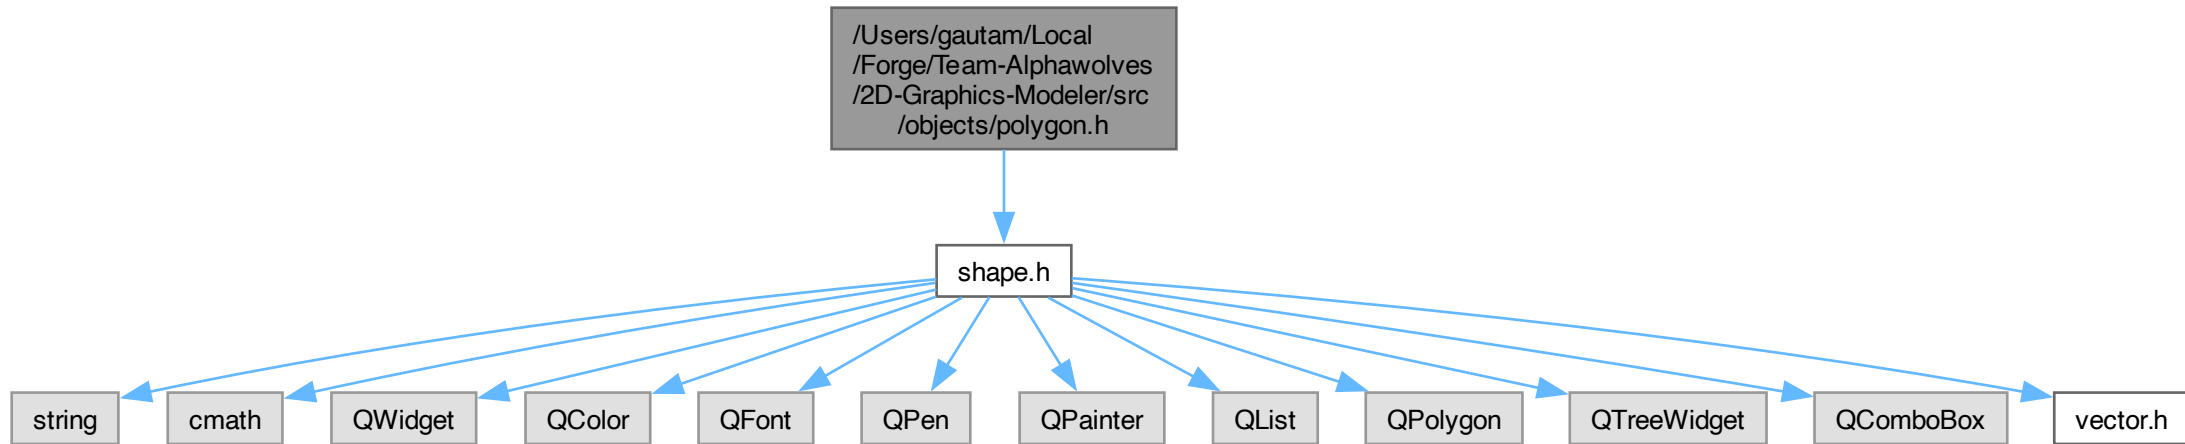 /Users/gautam/Local
/Forge/Team-Alphawolves
/2D-Graphics-Modeler/src
/objects/polygon.h
shape.h
string
cmath
QWidget
QColor
QFont
QPen
QPainter
QList
QPolygon
QTreeWidget
QComboBox
vector.h